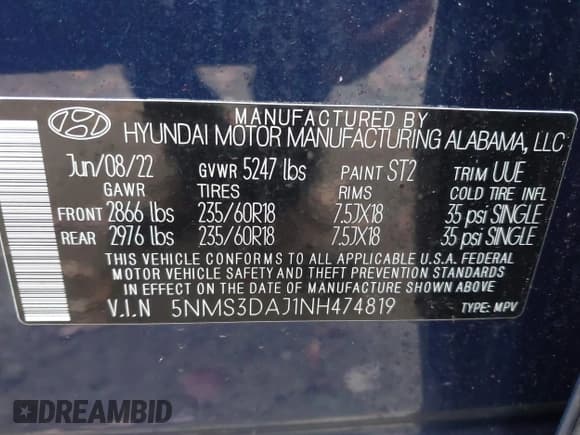 MANUFACTURED BY
HYUNDAI MOTOR MANUFACTURING ALABAMA, LLC
Jun/08/22 GVWR 5247 lbs PAINT ST2 TRIM UUE
GAWR TIRES RIMS COLD TIRE INFL
FRONT 2866 lbs 235/60R18 7.5JX18 35 psi SINGLE
REAR 2976 lbs 235/60R18 7.5JX18 35 psi SINGLE
THIS VEHICLE CONFORMS TO ALL APPLICABLE U.S.A. FEDERAL
MOTOR VEHICLE SAFETY AND THEFT PREVENTION STANDARDS
IN EFFECT ON THE DATE OF MANUFACTURE SHOWN ABOVE
V.I.N 5NMS3DAJ1NH474819 TYPE: MPV
DREAMBID